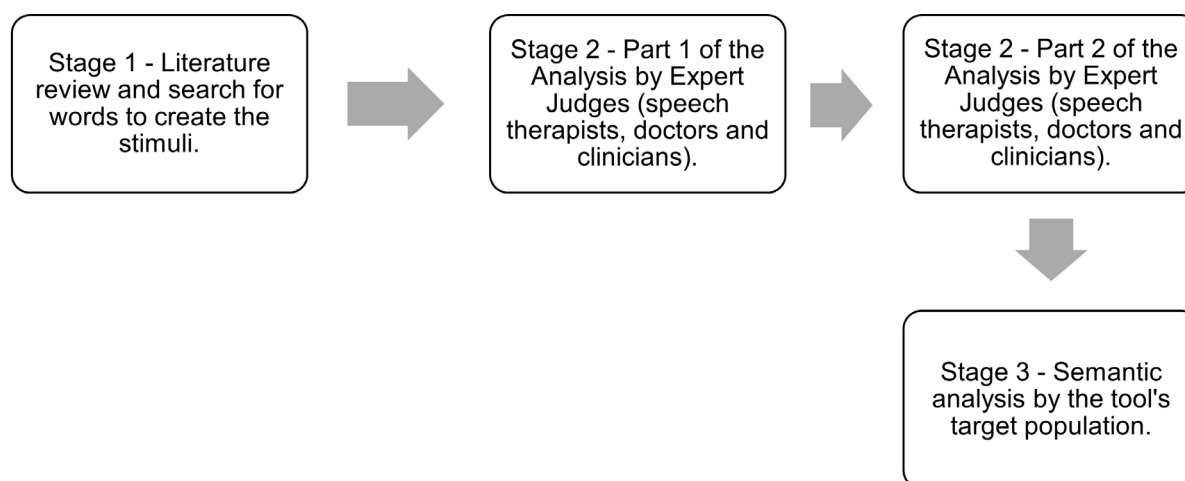 Stage 1 - Literature
review and search for
words to create the
stimuli.
Stage 2 - Part 1 of the
Analysis by Expert
Judges (speech
therapists, doctors and
clinicians).
Stage 2 - Part 2 of the
Analysis by Expert
Judges (speech
therapists, doctors and
clinicians).
Stage 3 - Semantic
analysis by the tool's
target population.